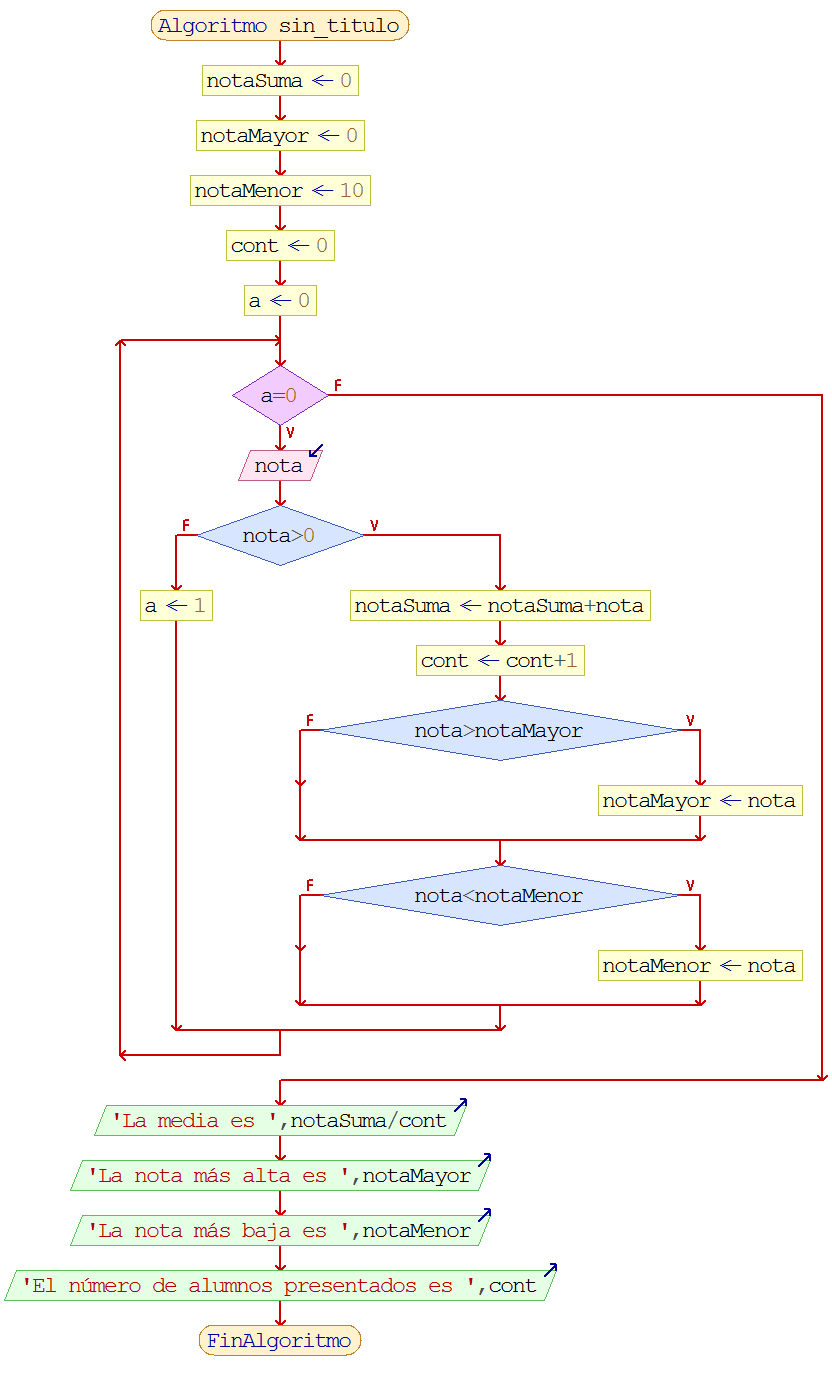 Algoritmo sin_titulo
notaSuma ← 0
notaMayor ← 0
notaMenor ← 10
cont ← 0
a ← 0
a=0
F
V
nota
nota>0
F
V
a ← 1
notaSuma ← notaSuma+nota
cont ← cont+1
nota>notaMayor
F
V
notaMayor ← nota
nota<notaMenor
F
V
notaMenor ← nota
'La media es ',notaSuma/cont
'La nota más alta es ',notaMayor
'La nota más baja es ',notaMenor
'El número de alumnos presentados es ',cont
FinAlgoritmo